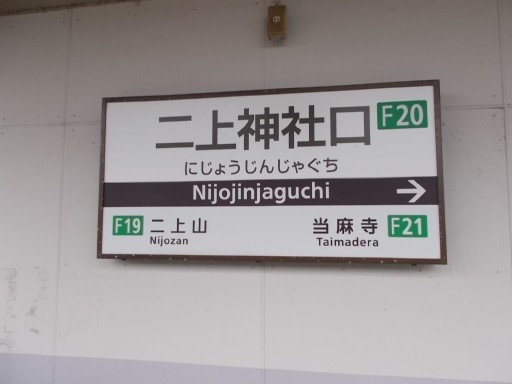 二上神社口 F20
にじょうじんじゃぐち
Nijojinjaguchi →
F19 二上山 当麻寺 F21
Nijozan Taimadera